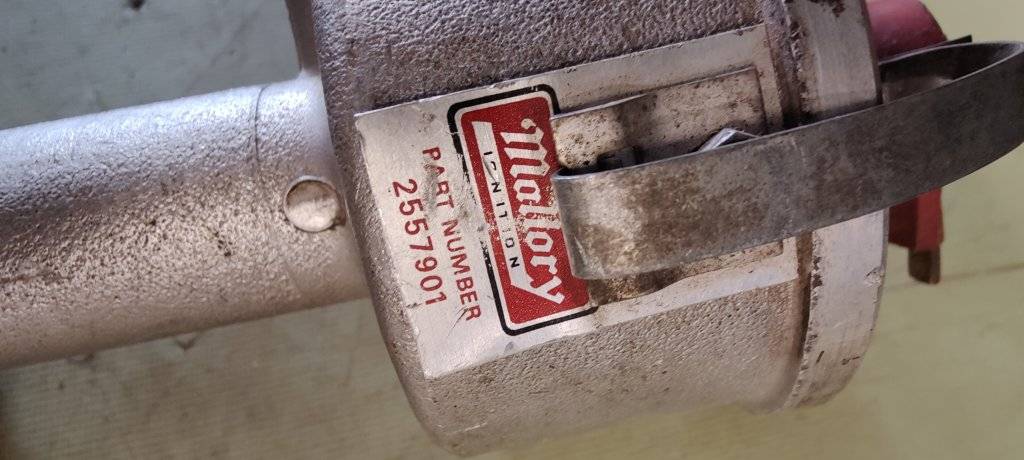 Mallory
IGNITION
PART NUMBER
2557901